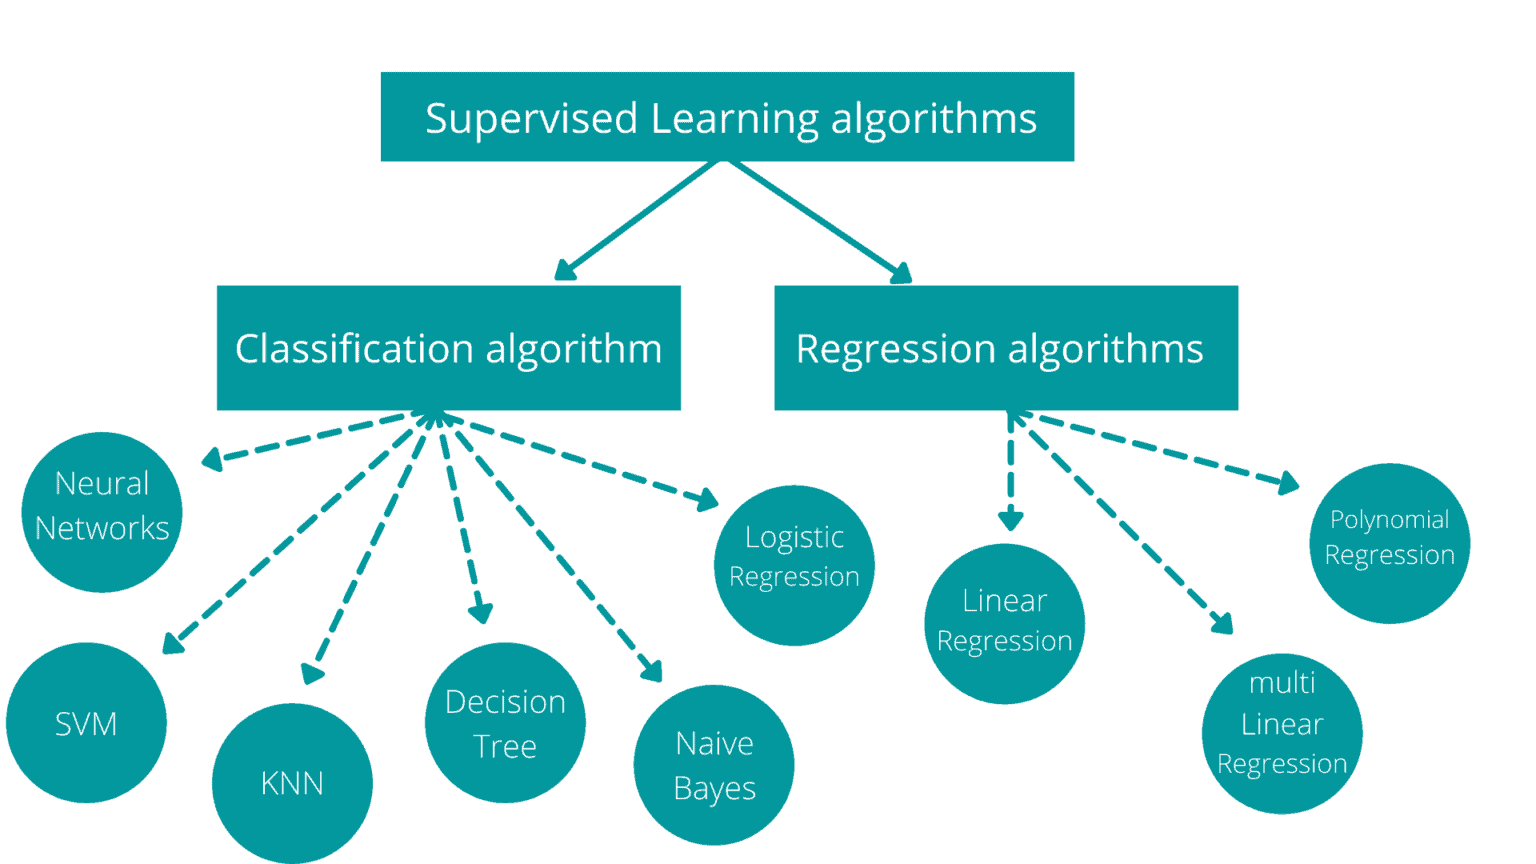 Supervised Learning algorithms
Classification algorithm
Regression algorithms
Neural
Networks
SVM
KNN
Decision
Tree
Naive
Bayes
Logistic
Regression
Linear
Regression
multi
Linear
Regression
Polynomial
Regression